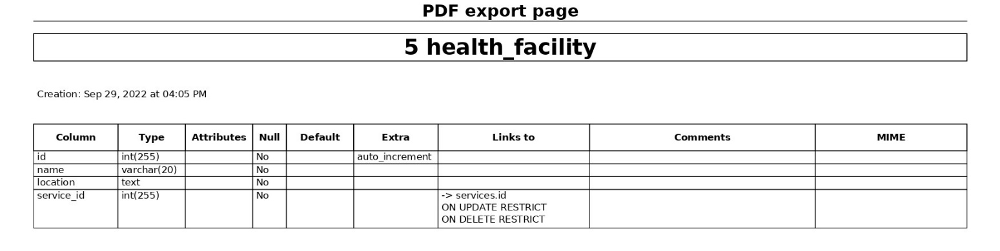 PDF export page
5 health_facility
Creation: Sep 29, 2022 at 04:05 PM
Column Type Attributes Null Default Extra Links to Comments MIME
id int(255) No auto_increment
name varchar(20) No
location text No
service_id int(255) No -> services.id
ON UPDATE RESTRICT
ON DELETE RESTRICT